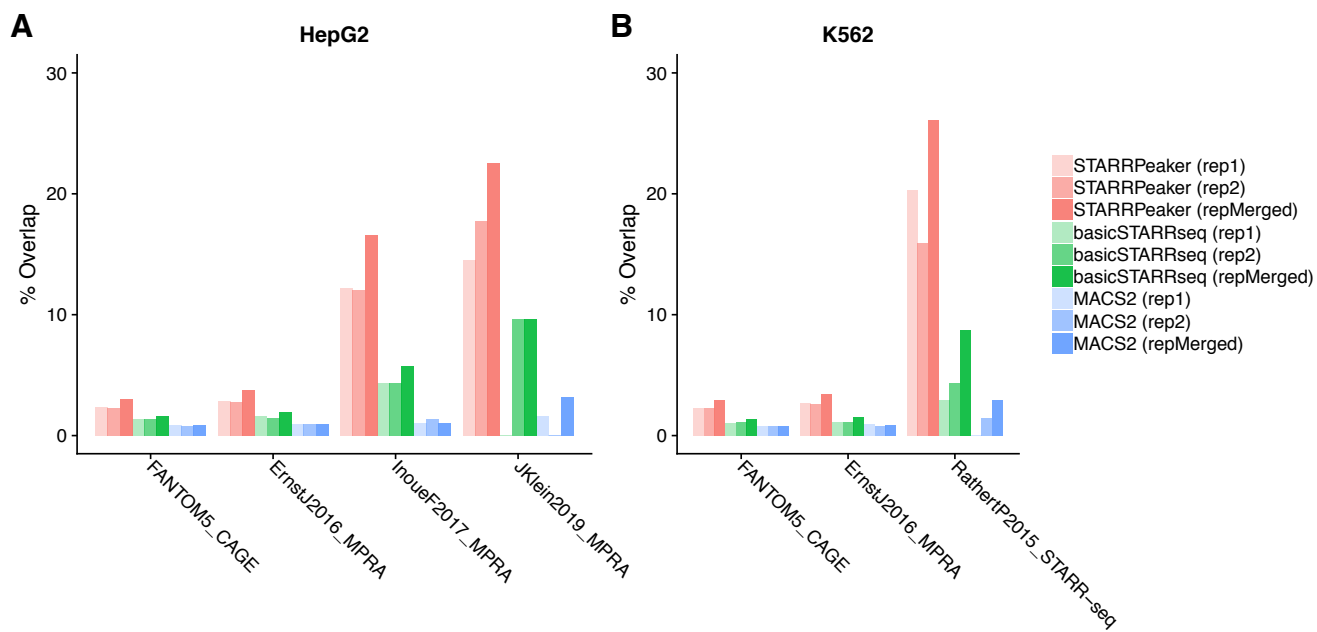 A
HepG2
% Overlap
30
20
10
0
FANTOM5_CAGE
ErnstJ2016_MPRA
InoueF2017_MPRA
JKlein2019_MPRA
B
K562
% Overlap
30
20
10
0
FANTOM5_CAGE
ErnstJ2016_MPRA
RathertP2015_STARR-seq
STARRPeaker (rep1)
STARRPeaker (rep2)
STARRPeaker (repMerged)
basicSTARRseq (rep1)
basicSTARRseq (rep2)
basicSTARRseq (repMerged)
MACS2 (rep1)
MACS2 (rep2)
MACS2 (repMerged)